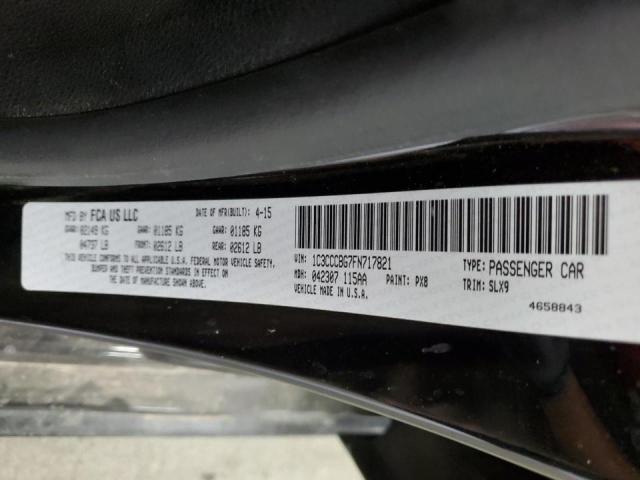 MFD BY FCA US LLC DATE OF MFR(BUILT): 4-15
GVWR: 02149 KG GAWR: 01185 KG GAWR: 01185 KG
04737 LB FRONT: 02612 LB REAR: 02612 LB
THIS VEHICLE CONFORMS TO ALL APPLICABLE U.S.A. FEDERAL MOTOR VEHICLE SAFETY,
BUMPER AND THEFT PREVENTION STANDARDS IN EFFECT ON
THE DATE OF MANUFACTURE SHOWN ABOVE.
VIN: 1C3CCCBG7FN717821 TYPE: PASSENGER CAR
MDH: 042307 115AA PAINT: PX8 TRIM: SLX9
VEHICLE MADE IN U.S.A.
4658843